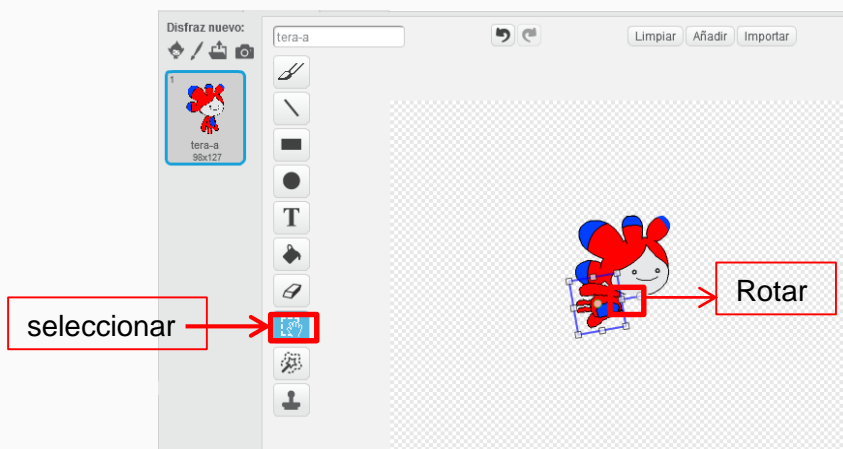 Disfraz nuevo:
tera-a
Limpiar Añadir Importar
1
tera-a
98x127
T
seleccionar
Rotar